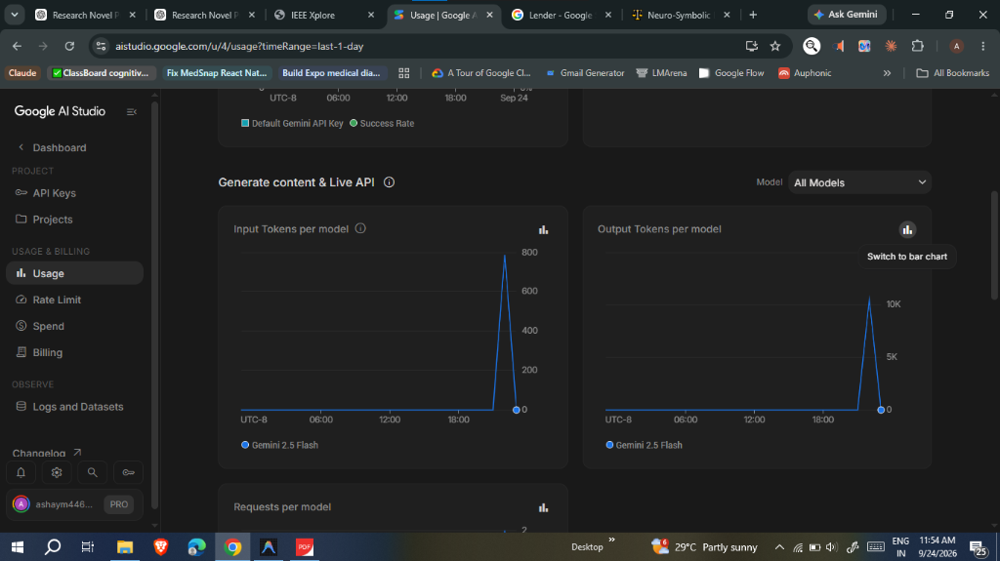 Research Novel P
Research Novel P
IEEE Xplore
Usage | Google A
Lender - Google
Neuro-Symbolic
Ask Gemini
aistudio.google.com/u/4/usage?timeRange=last-1-day
A
Claude
ClassBoard cognitiv...
Fix MedSnap React Nat...
Build Expo medical dia...
A Tour of Google Cl...
Gmail Generator
LMArena
Google Flow
Auphonic
»
All Bookmarks
Google AI Studio
Dashboard
PROJECT
API Keys
Projects
USAGE & BILLING
Usage
Rate Limit
Spend
Billing
OBSERVE
Logs and Datasets
Changelog
A
ashaym446...
PRO
UTC-8 06:00 12:00 18:00 Sep 24
Default Gemini API Key Success Rate
Generate content & Live API
Model
All Models
Input Tokens per model
800
600
400
200
0
UTC-8 06:00 12:00 18:00
Gemini 2.5 Flash
Output Tokens per model
Switch to bar chart
10K
5K
0
UTC-8 06:00 12:00 18:00
Gemini 2.5 Flash
Requests per model
2
PDF
Desktop
»
6
29°C Partly sunny
ENG
IN
11:54 AM
9/24/2026
25